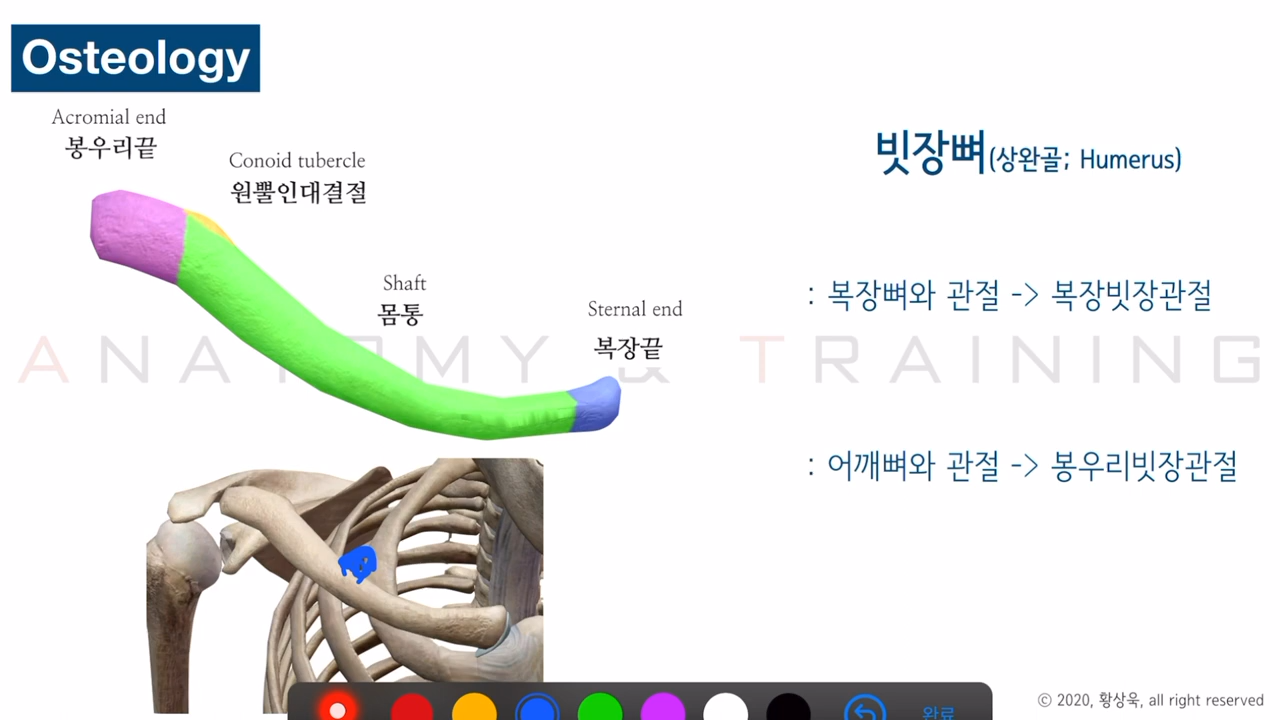 Osteology
Acromial end
봉우리끝
Conoid tubercle
원뿔인대결절
빗장뼈(상완골; Humerus)
Shaft
몸통
Sternal end
복장끝
: 복장뼈와 관절 -> 복장빗장관절
ANATOMY & TRAINING
: 어깨뼈와 관절 -> 봉우리빗장관절
© 2020, 황상욱, all right reserved
완료